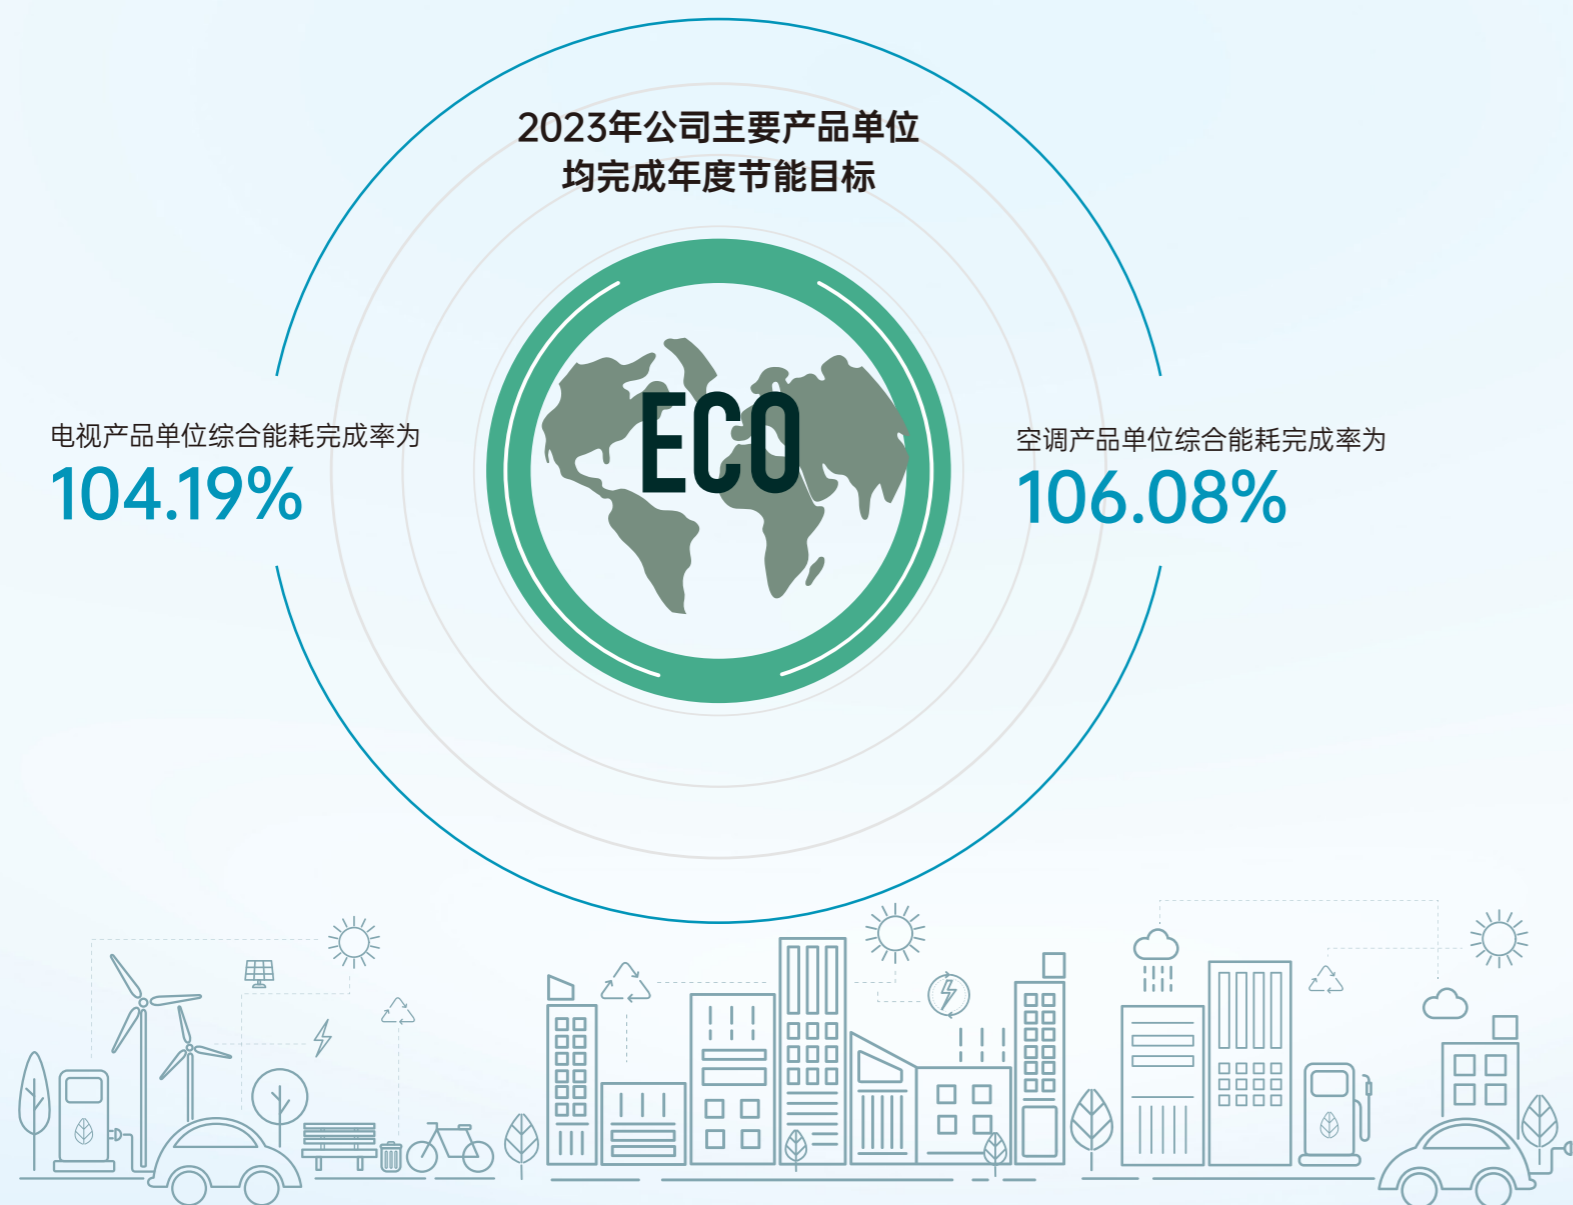 2023年公司主要产品单位
均完成年度节能目标
ECO
电视产品单位综合能耗完成率为
104.19%
空调产品单位综合能耗完成率为
106.08%